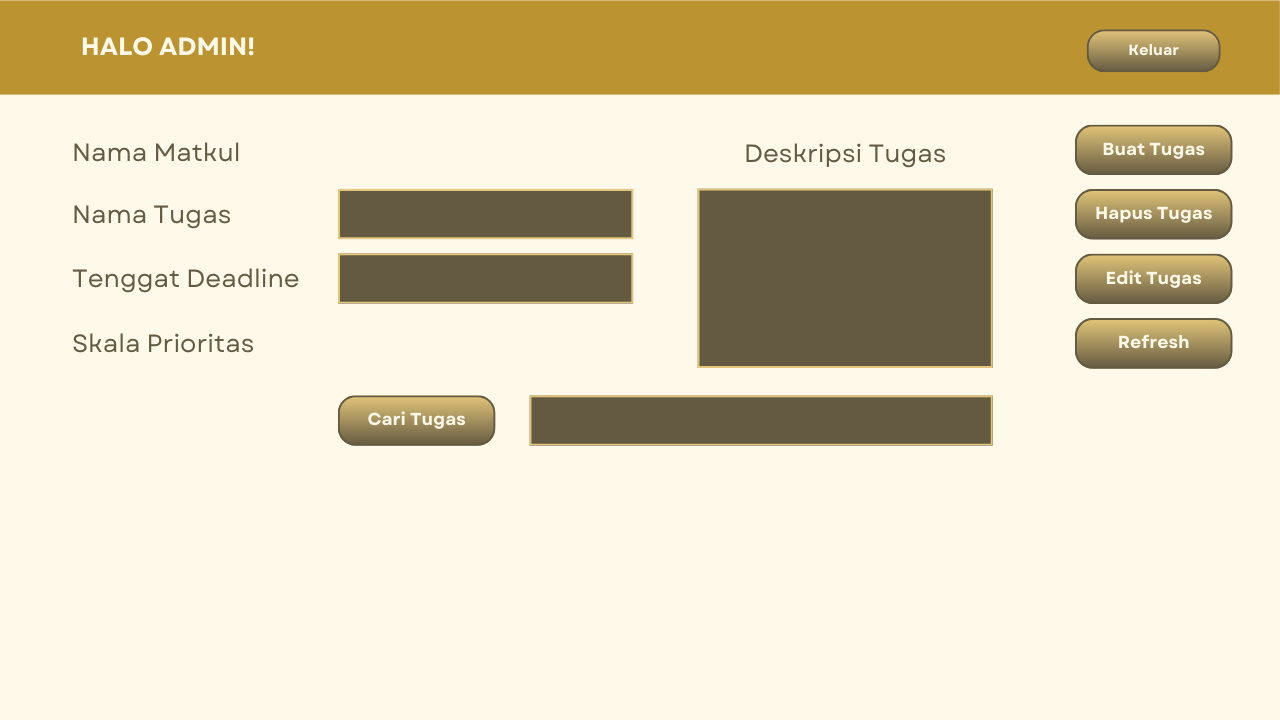 HALO ADMIN!
Keluar
Nama Matkul
Nama Tugas
Tenggat Deadline
Skala Prioritas
Deskripsi Tugas
Buat Tugas
Hapus Tugas
Edit Tugas
Refresh
Cari Tugas